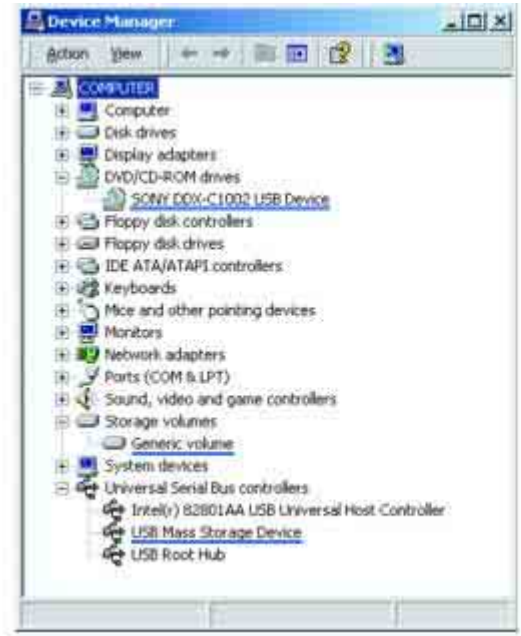 Device Manager
Action View
COMPUTER
Computer
Disk drives
Display adapters
DVD/CD-ROM drives
SONY DDX-C1002 USB Device
Floppy disk controllers
Floppy disk drives
IDE ATA/ATAPI controllers
Keyboards
Mice and other pointing devices
Monitors
Network adapters
Ports (COM & LPT)
Sound, video and game controllers
Storage volumes
Generic volume
System devices
Universal Serial Bus controllers
Intel(r) 82801AA USB Universal Host Controller
USB Mass Storage Device
USB Root Hub